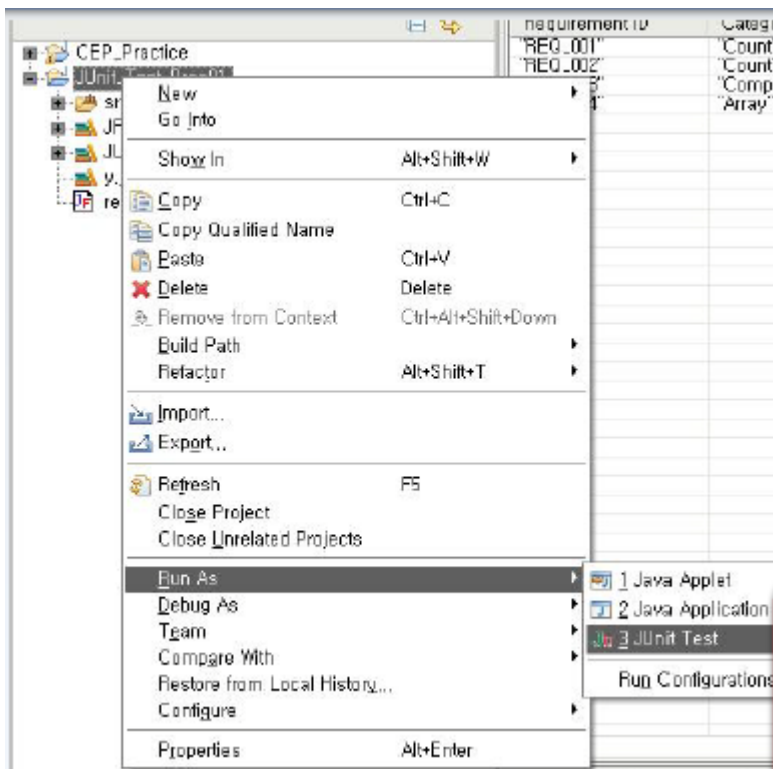 Requirement ID
CEP_Practice
"REQ_001"
"Count
"REQ_002"
"Count
"Comp
"Array"
New
Go Into
Show In Alt+Shift+W
Copy Ctrl+C
Copy Qualified Name
Paste Ctrl+V
Delete Delete
Remove from Context Ctrl+Alt+Shift+Down
Build Path
Refactor Alt+Shift+T
Import...
Export...
Refresh F5
Close Project
Close Unrelated Projects
Run As
1 Java Applet
Debug As
2 Java Application
Team
3 JUnit Test
Compare With
Restore from Local History...
Run Configurations
Configure
Properties Alt+Enter